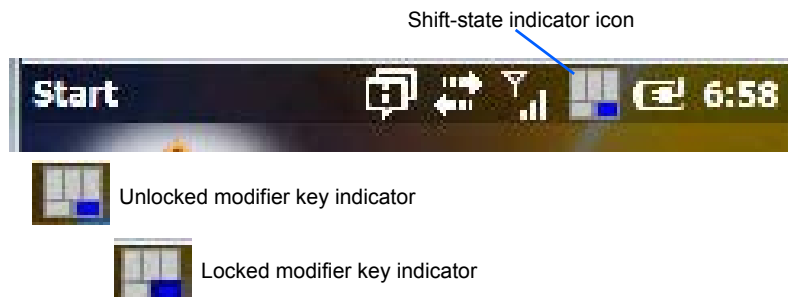 Shift-state indicator icon
Start 6:58
Unlocked modifier key indicator
Locked modifier key indicator